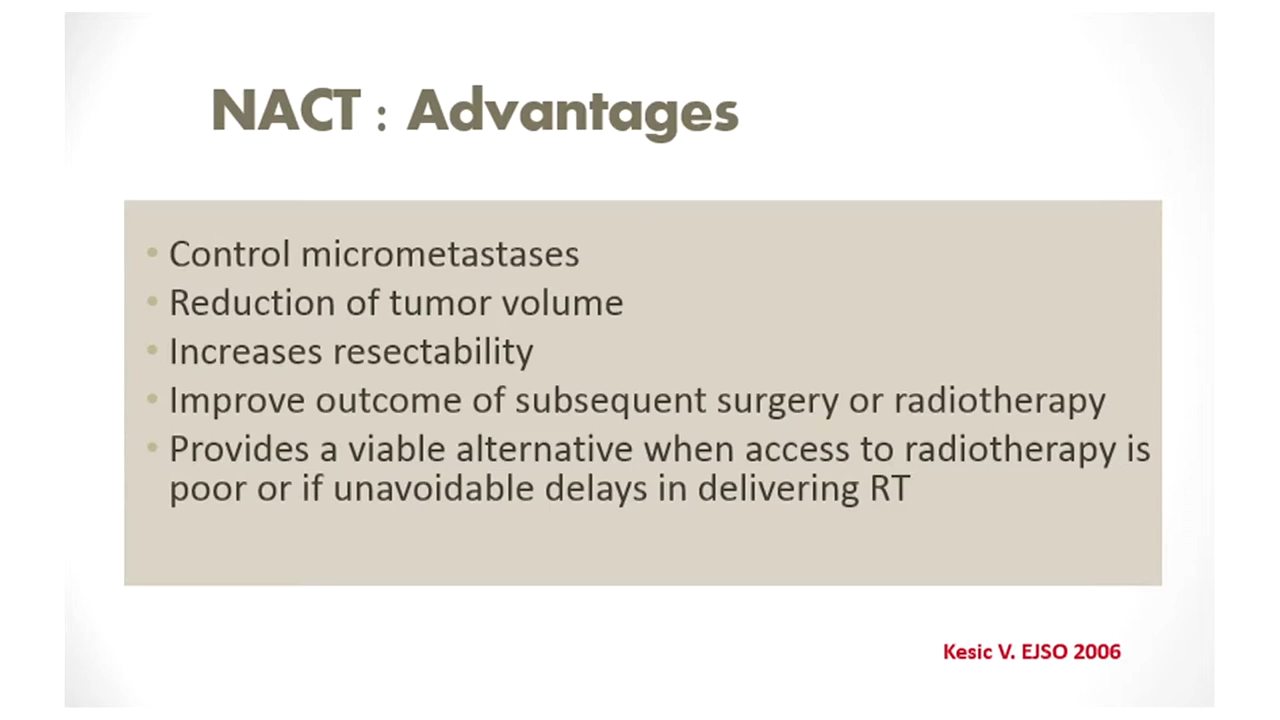 NACT : Advantages
• Control micrometastases
• Reduction of tumor volume
• Increases resectability
• Improve outcome of subsequent surgery or radiotherapy
• Provides a viable alternative when access to radiotherapy is
poor or if unavoidable delays in delivering RT
Kesic V. EJSO 2006